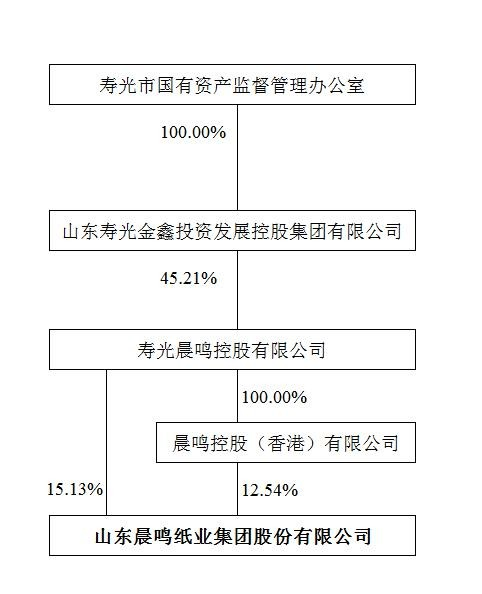 寿光市国有资产监督管理办公室
100.00%
山东寿光金鑫投资发展控股集团有限公司
45.21%
寿光晨鸣控股有限公司
100.00%
晨鸣控股（香港）有限公司
15.13%
12.54%
山东晨鸣纸业集团股份有限公司